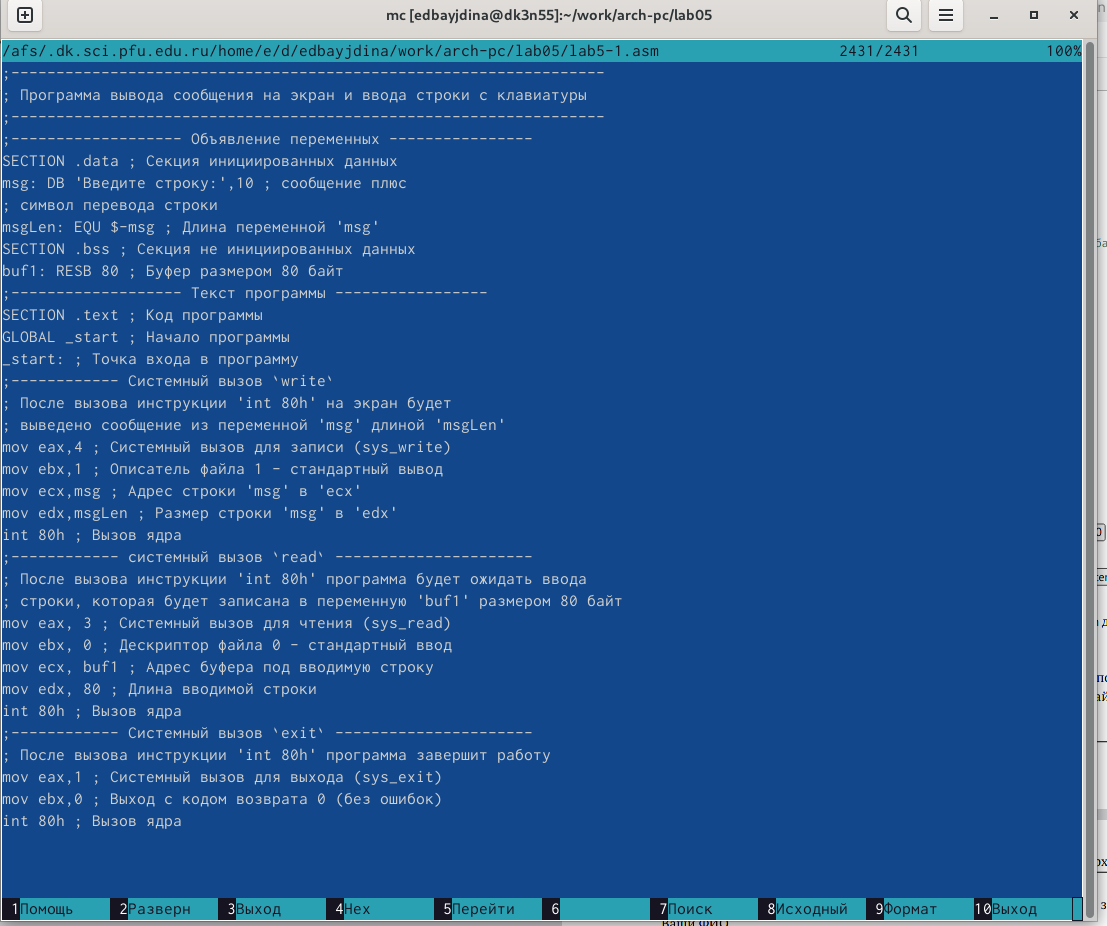 mc [edbayjdina@dk3n55]:~/work/arch-pc/lab05
/afs/.dk.sci.pfu.edu.ru/home/e/d/edbayjdina/work/arch-pc/lab05/lab5-1.asm 2431/2431 100%
;------------------------------------------------------------------
; Программа вывода сообщения на экран и ввода строки с клавиатуры
;------------------------------------------------------------------
;------------------- Объявление переменных ----------------
SECTION .data ; Секция инициированных данных
msg: DB 'Введите строку:',10 ; сообщение плюс
; символ перевода строки
msgLen: EQU $-msg ; Длина переменной 'msg'
SECTION .bss ; Секция не инициированных данных
buf1: RESB 80 ; Буфер размером 80 байт
;------------------- Текст программы -----------------
SECTION .text ; Код программы
GLOBAL _start ; Начало программы
_start: ; Точка входа в программу
;------------ Системный вызов `write`
; После вызова инструкции 'int 80h' на экран будет
; выведено сообщение из переменной 'msg' длиной 'msgLen'
mov eax,4 ; Системный вызов для записи (sys_write)
mov ebx,1 ; Описатель файла 1 - стандартный вывод
mov ecx,msg ; Адрес строки 'msg' в 'ecx'
mov edx,msgLen ; Размер строки 'msg' в 'edx'
int 80h ; Вызов ядра
;------------ системный вызов `read` ----------------------
; После вызова инструкции 'int 80h' программа будет ожидать ввода
; строки, которая будет записана в переменную 'buf1' размером 80 байт
mov eax, 3 ; Системный вызов для чтения (sys_read)
mov ebx, 0 ; Дескриптор файла 0 - стандартный ввод
mov ecx, buf1 ; Адрес буфера под вводимую строку
mov edx, 80 ; Длина вводимой строки
int 80h ; Вызов ядра
;------------ Системный вызов `exit` ----------------------
; После вызова инструкции 'int 80h' программа завершит работу
mov eax,1 ; Системный вызов для выхода (sys_exit)
mov ebx,0 ; Выход с кодом возврата 0 (без ошибок)
int 80h ; Вызов ядра
1Помощь 2Разверн 3Выход 4Hex 5Перейти 6 7Поиск 8Исходный 9Формат 10Выход